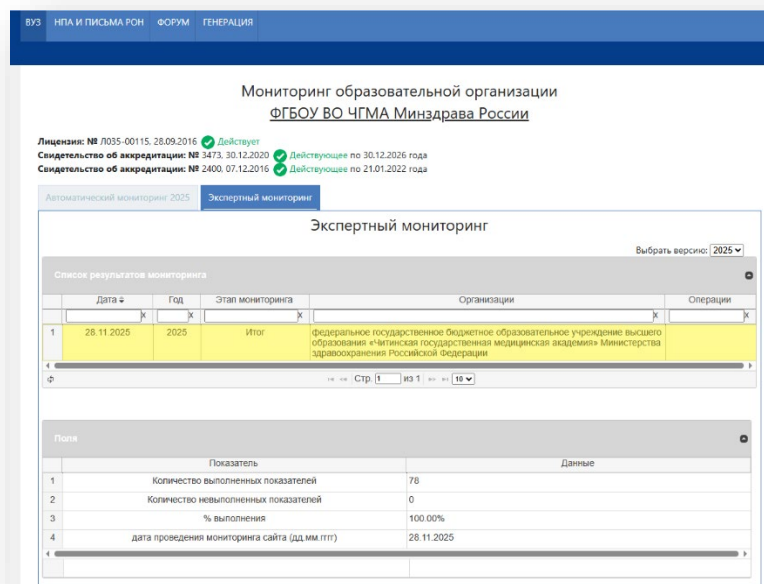 ВУЗ НПА И ПИСЬМА РОН ФОРУМ ГЕНЕРАЦИЯ
Мониторинг образовательной организации
ФГБОУ ВО ЧГМА Минздрава России
Лицензия: № Л035-00115, 28.09.2016 Действует
Свидетельство об аккредитации: № 3473, 30.12.2020 Действующее по 30.12.2026 года
Свидетельство об аккредитации: № 2400, 07.12.2016 Действующее по 21.01.2022 года
Автоматический мониторинг 2025 Экспертный мониторинг
Экспертный мониторинг
Выбрать версию: 2025
Список результатов мониторинга
Дата Год Этап мониторинга Организации Операции
x x x x x
1 28.11.2025 2025 Итог федеральное государственное бюджетное образовательное учреждение высшего
образования «Читинская государственная медицинская академия» Министерства
здравоохранения Российской Федерации
Стр. 1 из 1 10
Поля
Показатель Данные
1 Количество выполненных показателей 78
2 Количество невыполненных показателей 0
3 % выполнения 100.00%
4 дата проведения мониторинга сайта (дд.мм.гггг) 28.11.2025